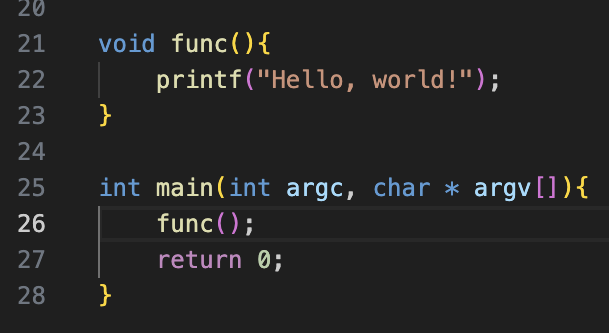 20
21 void func(){
22     printf("Hello, world!");
23 }
24
25 int main(int argc, char * argv[]){
26     func();
27     return 0;
28 }